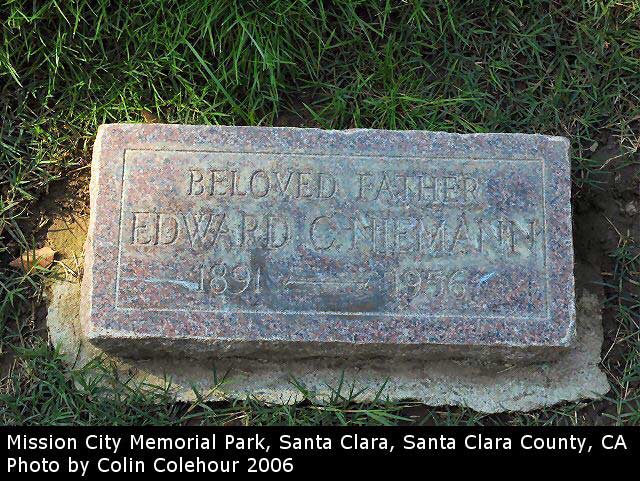 BELOVED FATHER
EDWARD C. NIEMANN
1891 — 1956
Mission City Memorial Park, Santa Clara, Santa Clara County, CA
Photo by Colin Colehour 2006